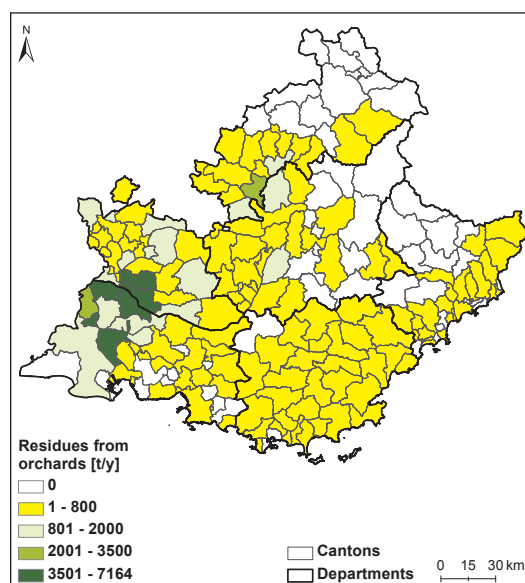 N
Residues from
orchards [t/y]
0
1 - 800
801 - 2000
2001 - 3500
3501 - 7164
Cantons
Departments
0 15 30 km